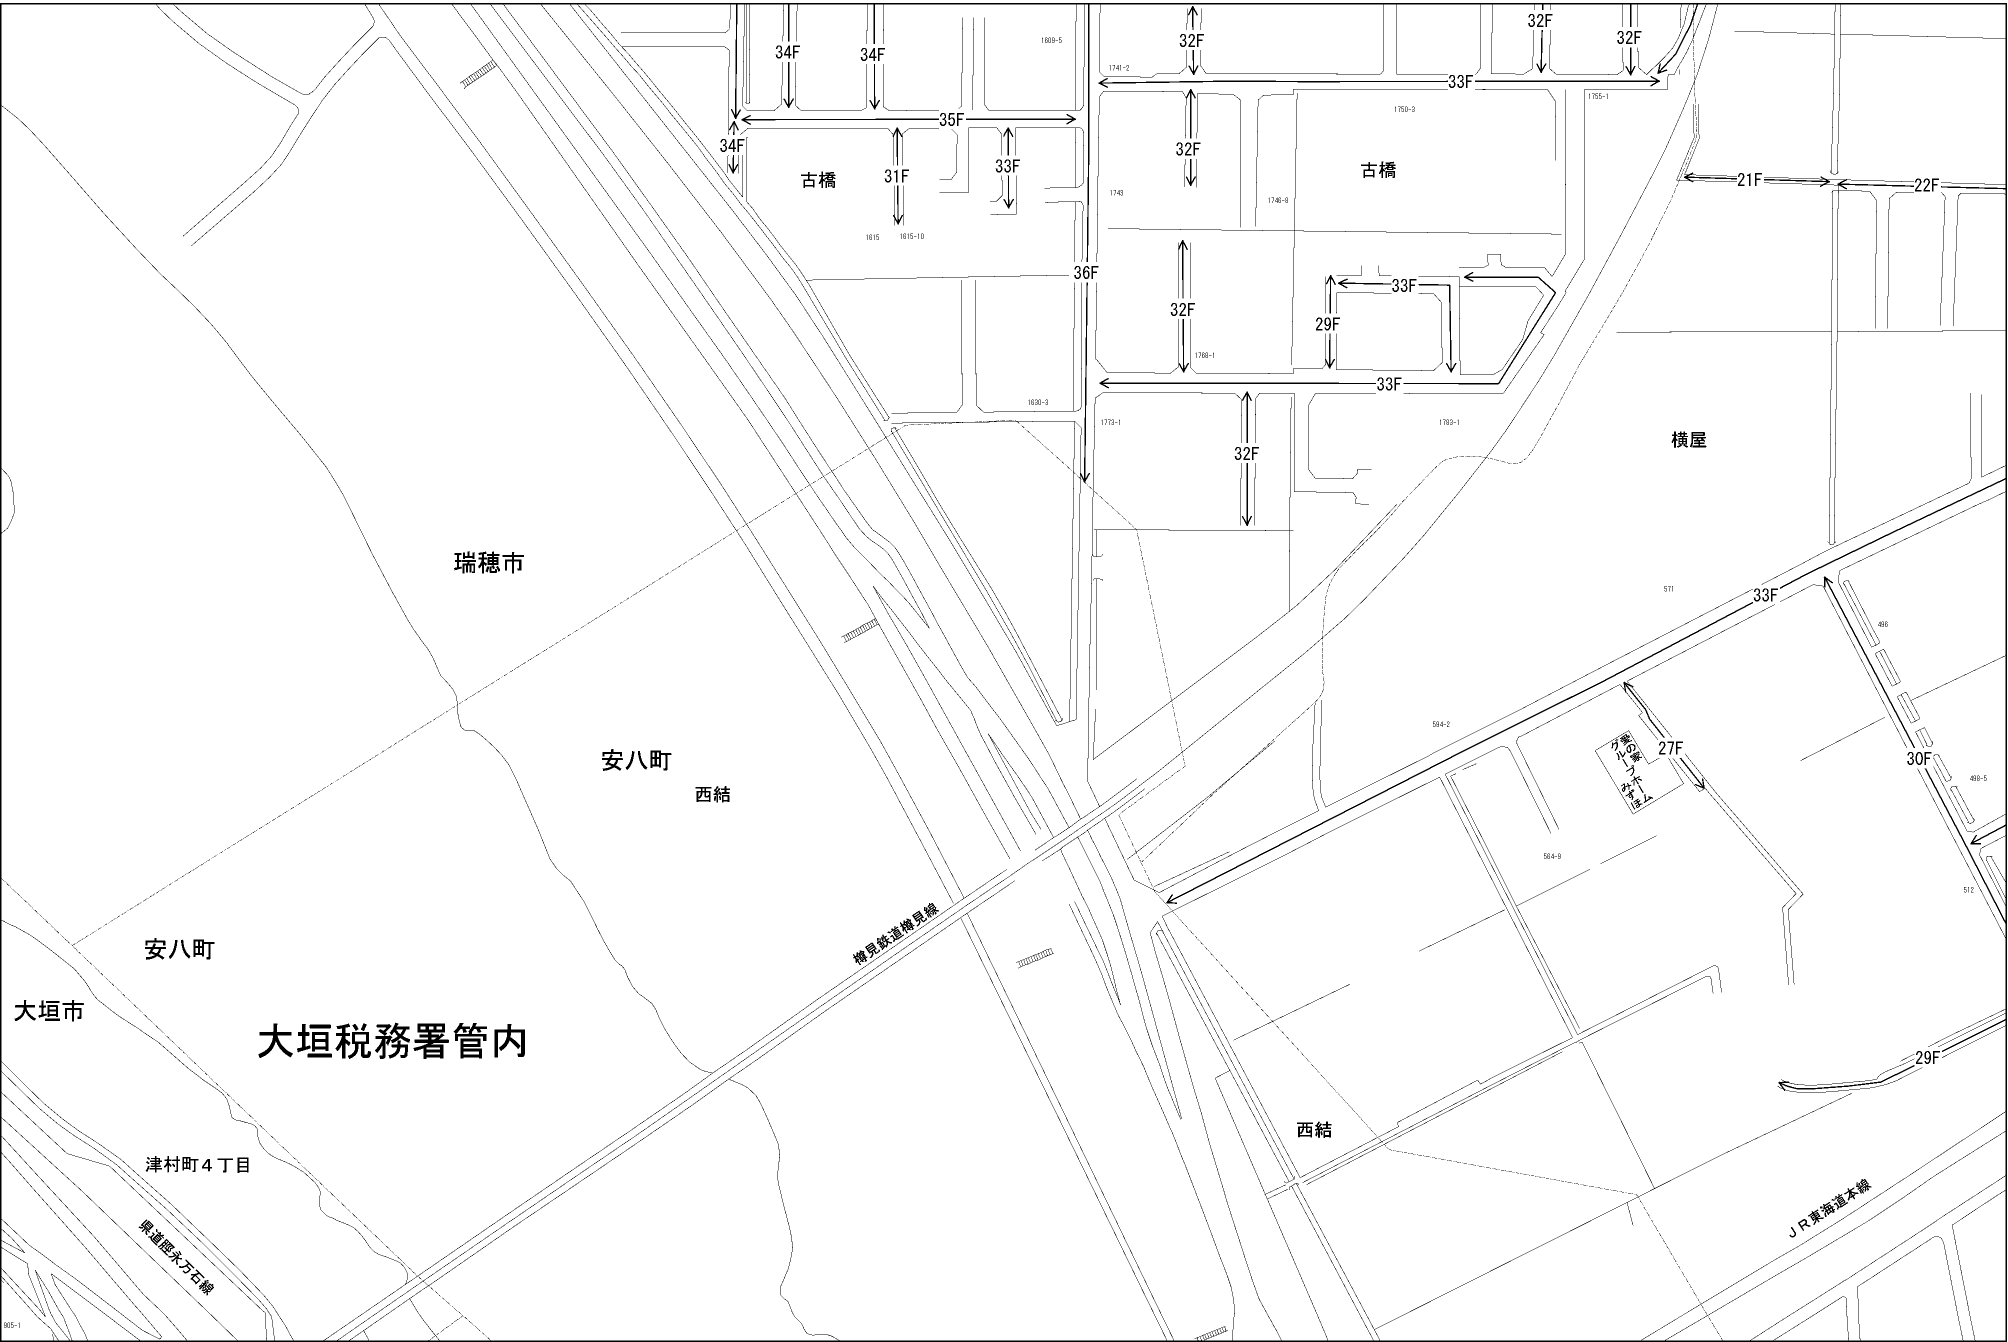 32F
32F
32F
34F
34F
1609-5
1741-2
33F
1755-1
1750-3
35F
34F
32F
33F
31F
古橋
古橋
21F
22F
1743
1746-8
1615
1615-10
36F
33F
32F
29F
1768-1
33F
1630-3
1773-1
1793-1
横屋
32F
瑞穂市
571
33F
496
594-2
27F
愛の家
グループホーム
みずほ
30F
498-5
安八町
西結
564-9
512
樽見鉄道樽見線
安八町
大垣市
大垣税務署管内
29F
西結
津村町4丁目
JR東海道本線
県道脛永万石線
905-1